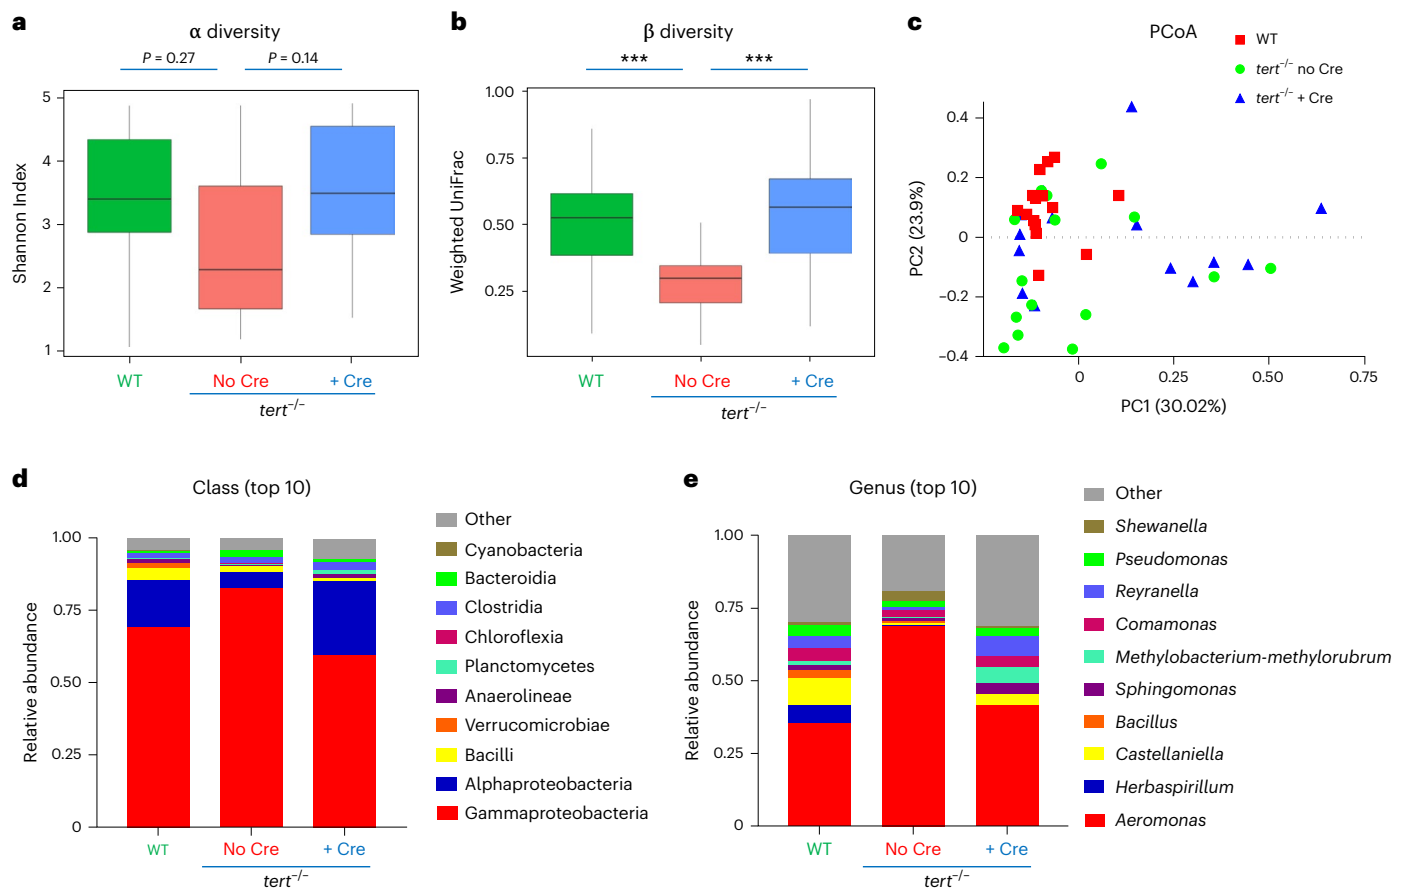 a
α diversity
P = 0.27
P = 0.14
Shannon Index
5
4
3
2
1
WT
No Cre
+ Cre
tert⁻/⁻
b
β diversity
***
***
Weighted UniFrac
1.00
0.75
0.50
0.25
WT
No Cre
+ Cre
tert⁻/⁻
c
PCoA
WT
tert⁻/⁻ no Cre
tert⁻/⁻ + Cre
PC2 (23.9%)
0.4
0.2
0
–0.2
–0.4
0
0.25
0.50
0.75
PC1 (30.02%)
d
Class (top 10)
Relative abundance
1.00
0.75
0.50
0.25
0
WT
No Cre
+ Cre
tert⁻/⁻
Other
Cyanobacteria
Bacteroidia
Clostridia
Chloroflexia
Planctomycetes
Anaerolineae
Verrucomicrobiae
Bacilli
Alphaproteobacteria
Gammaproteobacteria
e
Genus (top 10)
Relative abundance
1.00
0.75
0.50
0.25
0
WT
No Cre
+ Cre
tert⁻/⁻
Other
Shewanella
Pseudomonas
Reyranella
Comamonas
Methylobacterium-methylorubrum
Sphingomonas
Bacillus
Castellaniella
Herbaspirillum
Aeromonas